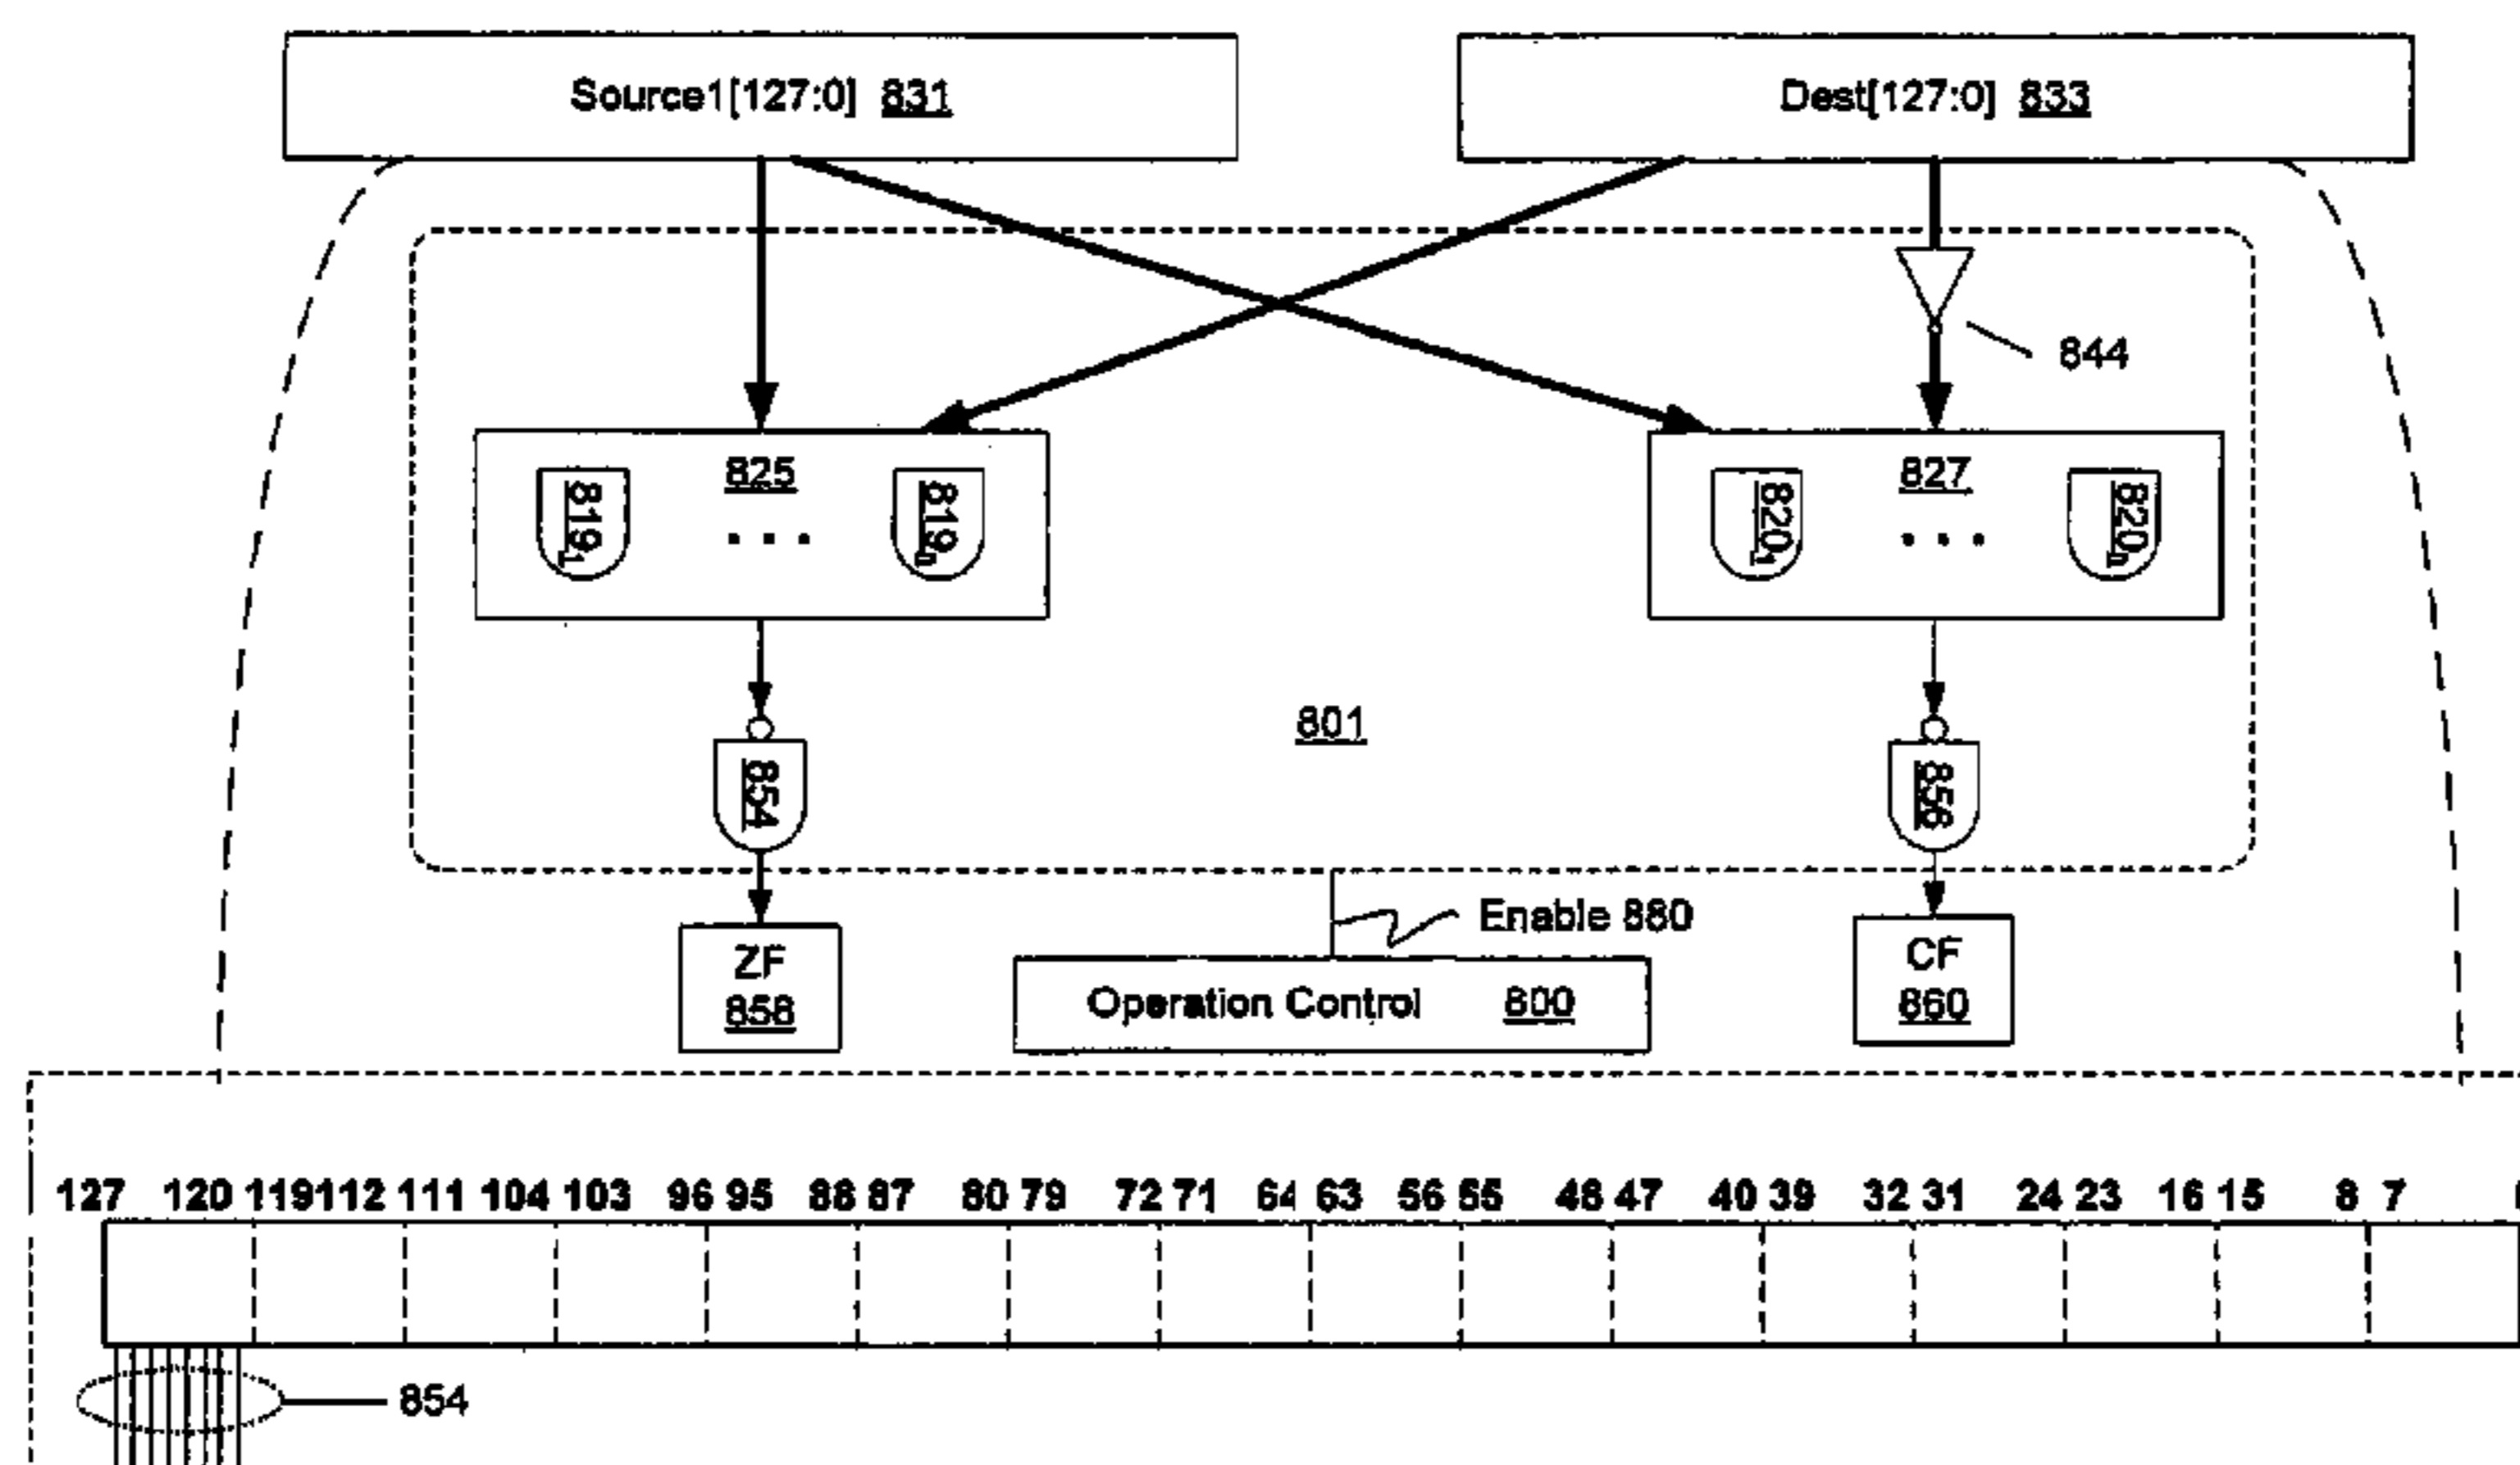 Source1[127:0] 831
Dest[127:0] 833
844
825
819₁ . . . 819ₙ
827
820₁ . . . 820ₙ
801
854
856
Enable 880
ZF
858
Operation Control 800
CF
860
127 120 119 112 111 104 103 96 95 88 87 80 79 72 71 64 63 56 55 48 47 40 39 32 31 24 23 16 15 8 7
854